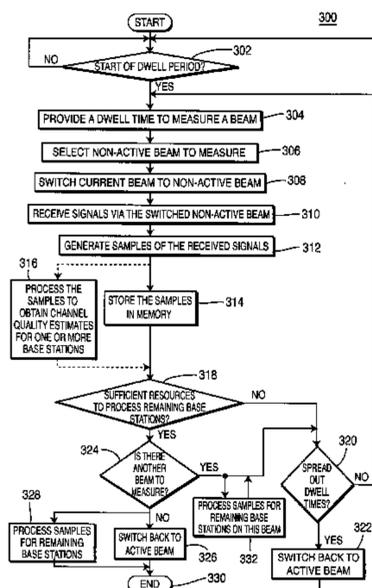 START
300
302
NO
START OF DWELL PERIOD?
YES
PROVIDE A DWELL TIME TO MEASURE A BEAM
304
SELECT NON-ACTIVE BEAM TO MEASURE
306
SWITCH CURRENT BEAM TO NON-ACTIVE BEAM
308
RECEIVE SIGNALS VIA THE SWITCHED NON-ACTIVE BEAM
310
GENERATE SAMPLES OF THE RECEIVED SIGNALS
312
316
PROCESS THE
SAMPLES TO
OBTAIN CHANNEL
QUALITY ESTIMATES
FOR ONE OR MORE
BASE STATIONS
STORE THE SAMPLES
IN MEMORY
314
318
SUFFICIENT RESOURCES
TO PROCESS REMAINING BASE
STATIONS?
NO
YES
324
IS THERE
ANOTHER
BEAM TO
MEASURE?
YES
320
SPREAD
OUT
DWELL
TIMES?
NO
328
NO
PROCESS SAMPLES
FOR REMAINING
BASE STATIONS
SWITCH BACK TO
ACTIVE BEAM
326
PROCESS SAMPLES FOR
REMAINING BASE
STATIONS ON THIS BEAM
332
322
YES
SWITCH BACK TO
ACTIVE BEAM
END
330